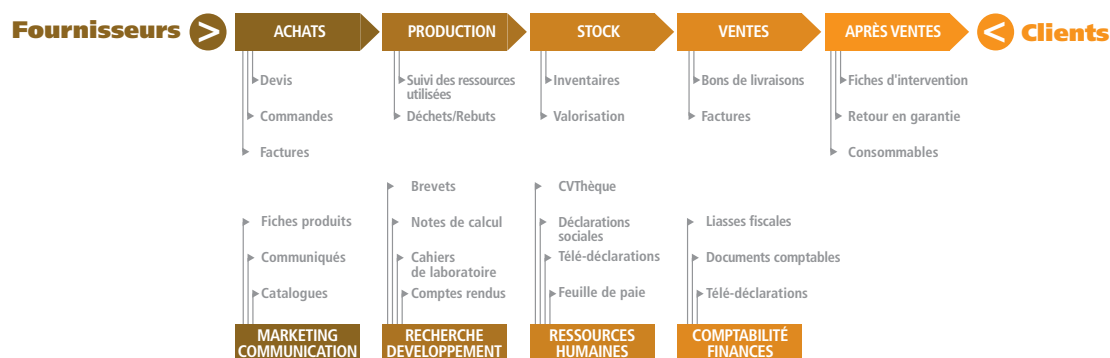 Fournisseurs > ACHATS PRODUCTION STOCK VENTES APRÈS VENTES < Clients
Devis
Commandes
Factures
Suivi des ressources
utilisées
Déchets/Rebuts
Inventaires
Valorisation
Bons de livraisons
Factures
Fiches d'intervention
Retour en garantie
Consommables
Fiches produits
Communiqués
Catalogues
MARKETING
COMMUNICATION
Brevets
Notes de calcul
Cahiers
de laboratoire
Comptes rendus
RECHERCHE
DEVELOPPEMENT
CVThèque
Déclarations
sociales
Télé-déclarations
Feuille de paie
RESSOURCES
HUMAINES
Liasses fiscales
Documents comptables
Télé-déclarations
COMPTABILITÉ
FINANCES